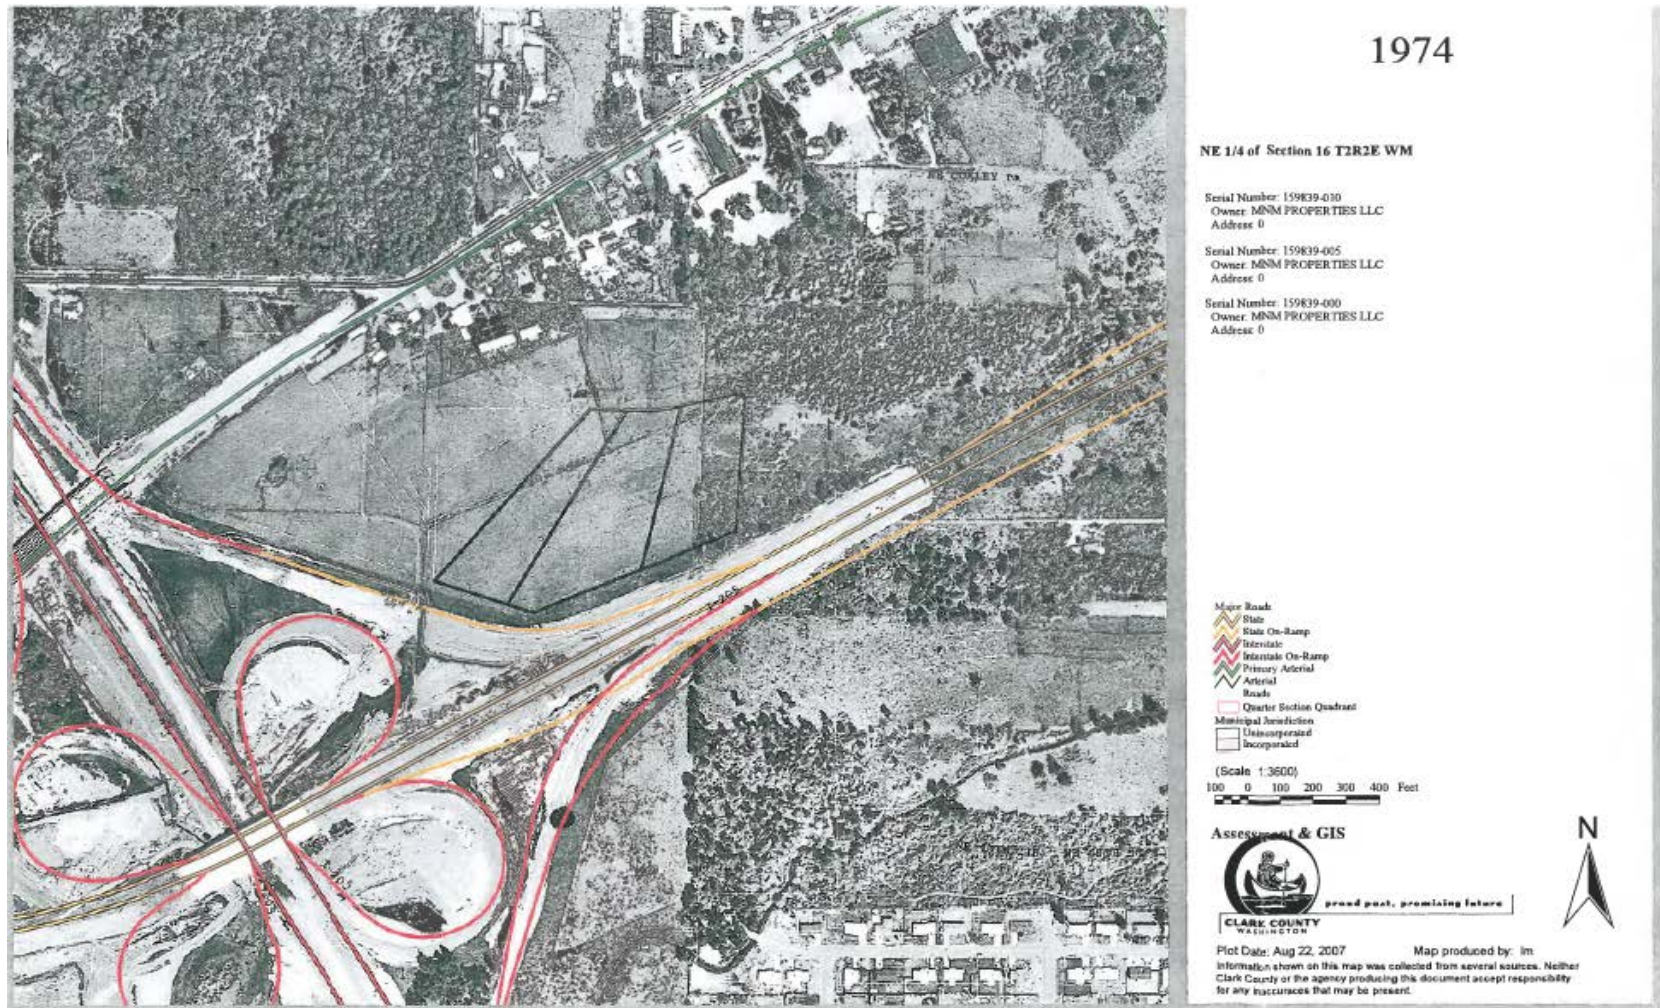 1974
NE 1/4 of Section 16 T2R2E WM
Serial Number: 159839-010
Owner: MNM PROPERTIES LLC
Address: 0
Serial Number: 159839-005
Owner: MNM PROPERTIES LLC
Address: 0
Serial Number: 159839-000
Owner: MNM PROPERTIES LLC
Address: 0
NE COXLEY DR
I-205
Major Roads
State
State On-Ramp
Interstate
Interstate On-Ramp
Primary Arterial
Arterial
Roads
Quarter Section Quadrant
Municipal Jurisdiction
Unincorporated
Incorporated
(Scale 1:3600)
100 0 100 200 300 400 Feet
Assessment & GIS
N
proud past, promising future
CLARK COUNTY
WASHINGTON
Plot Date: Aug 22, 2007 Map produced by: lm
Information shown on this map was collected from several sources. Neither
Clark County or the agency producing this document accept responsibility
for any inaccuraces that may be present.